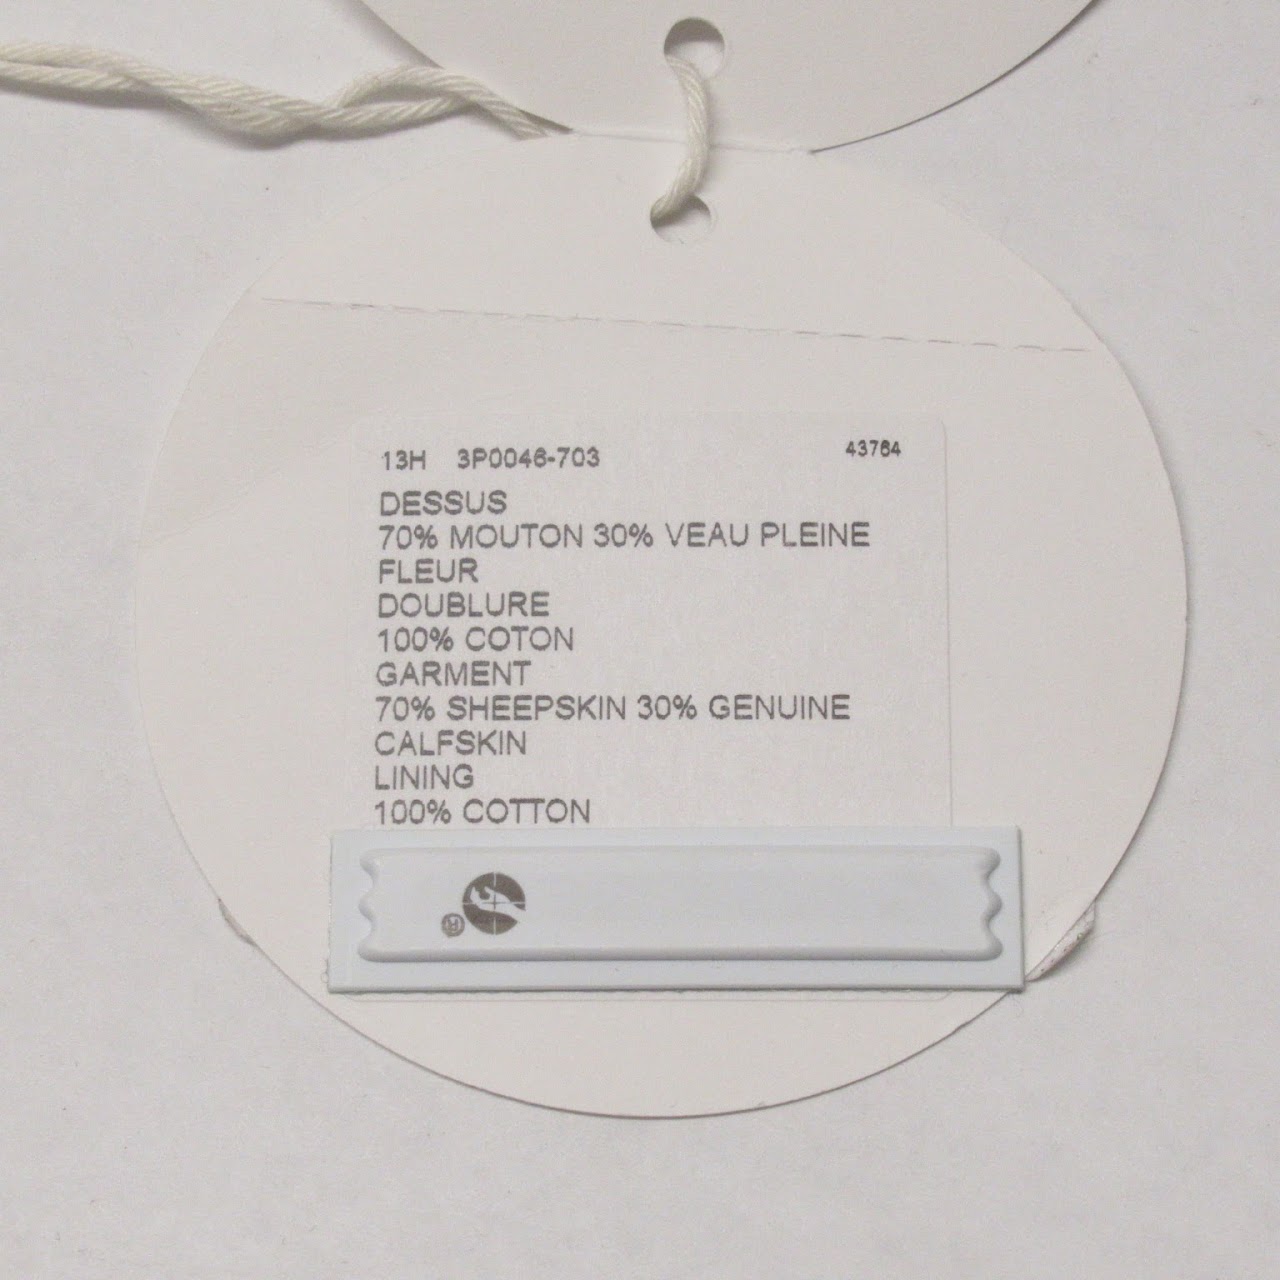 13H 3P0046-703 43764
DESSUS
70% MOUTON 30% VEAU PLEINE
FLEUR
DOUBLURE
100% COTON
GARMENT
70% SHEEPSKIN 30% GENUINE
CALFSKIN
LINING
100% COTTON
®